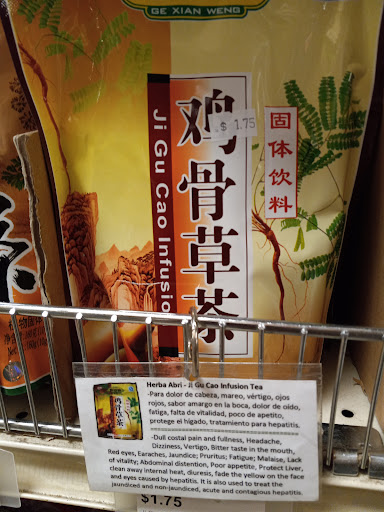 GE XIAN WENG
$ 1.75
鸡骨草茶
固体饮料
Ji Gu Cao Infusion
Herba Abri - Ji Gu Cao Infusion Tea
-Para dolor de cabeza, mareo, vértigo, ojos
rojos, sabor amargo en la boca, dolor de oído,
fatiga, falta de vitalidad, poco de apetito,
protege el hígado, tratamiento para hepatitis.
-Dull costal pain and fullness, Headache,
Dizziness, Vertigo, Bitter taste in the mouth,
Red eyes, Earaches, Jaundice; Pruritus; Fatigue; Malaise, Lack
of vitality; Abdominal distention, Poor appetite, Protect Liver,
clean away internal heat, diuresis, fade the yellow on the face
and eyes caused by hepatitis. It is also used to treat the
jaundiced and non-jaundiced, acute and contagious hepatitis.
$1.75